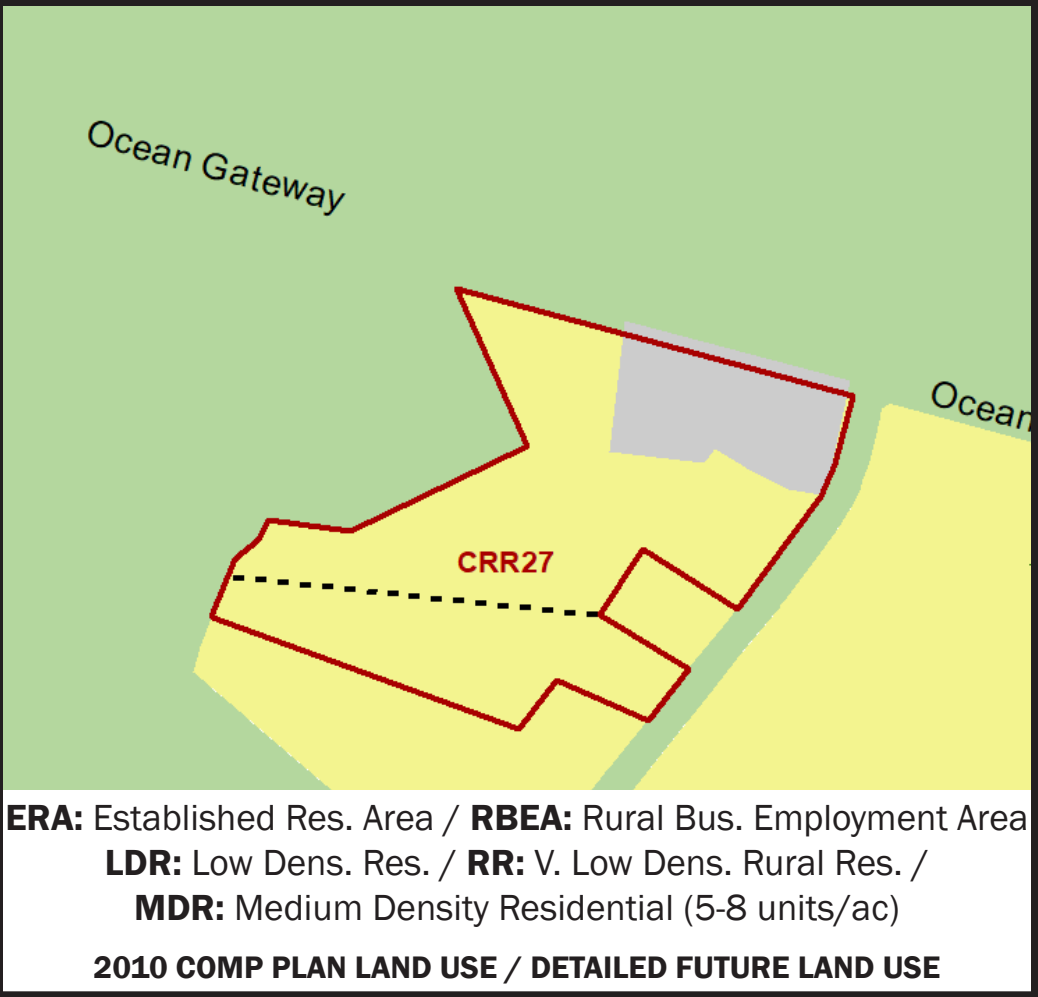 Ocean Gateway
Ocean
CRR27
ERA: Established Res. Area / RBEA: Rural Bus. Employment Area
LDR: Low Dens. Res. / RR: V. Low Dens. Rural Res. /
MDR: Medium Density Residential (5-8 units/ac)
2010 COMP PLAN LAND USE / DETAILED FUTURE LAND USE